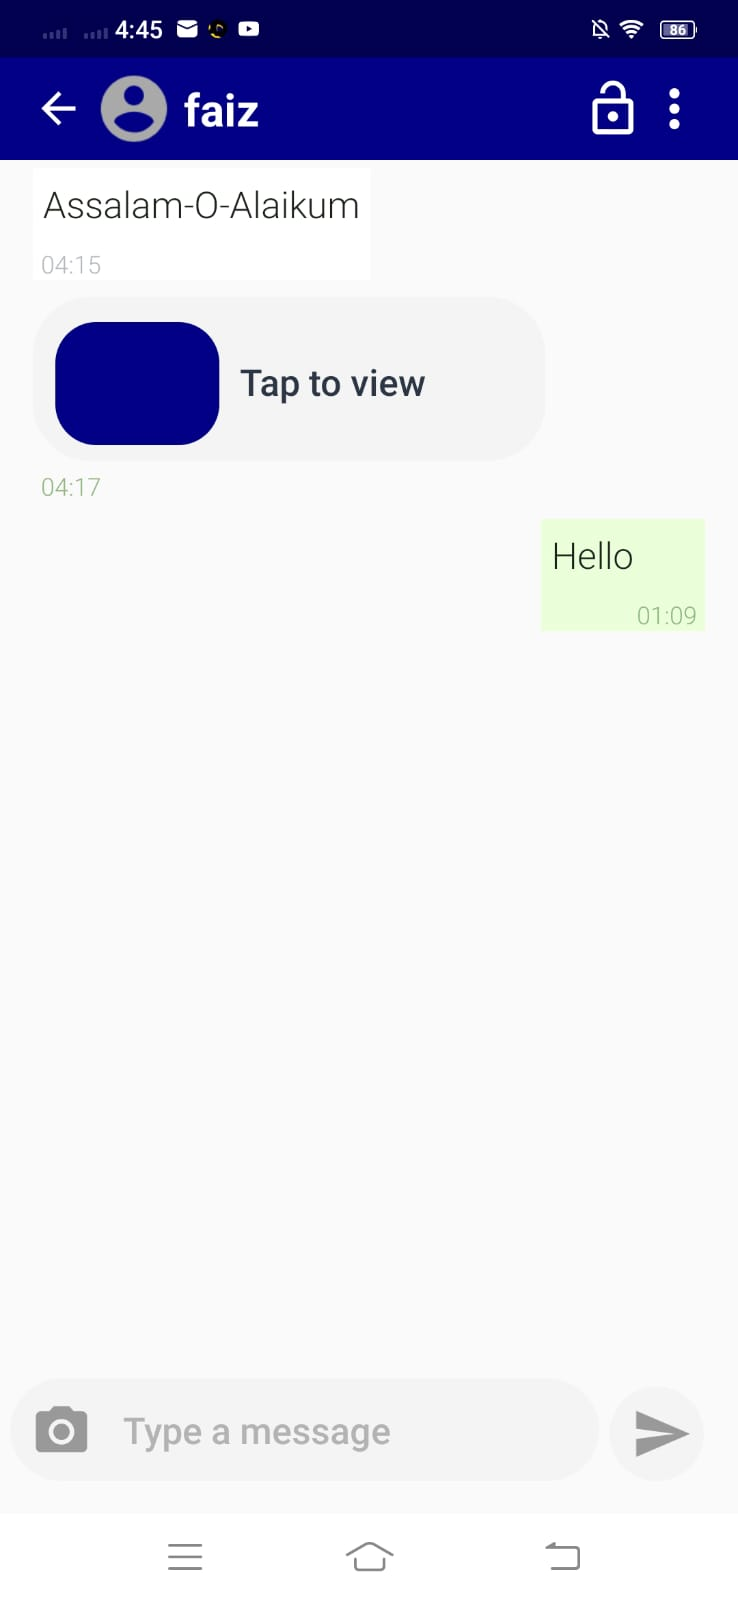 4:45 86
faiz
Assalam-O-Alaikum
04:15
Tap to view
04:17
Hello
01:09
Type a message